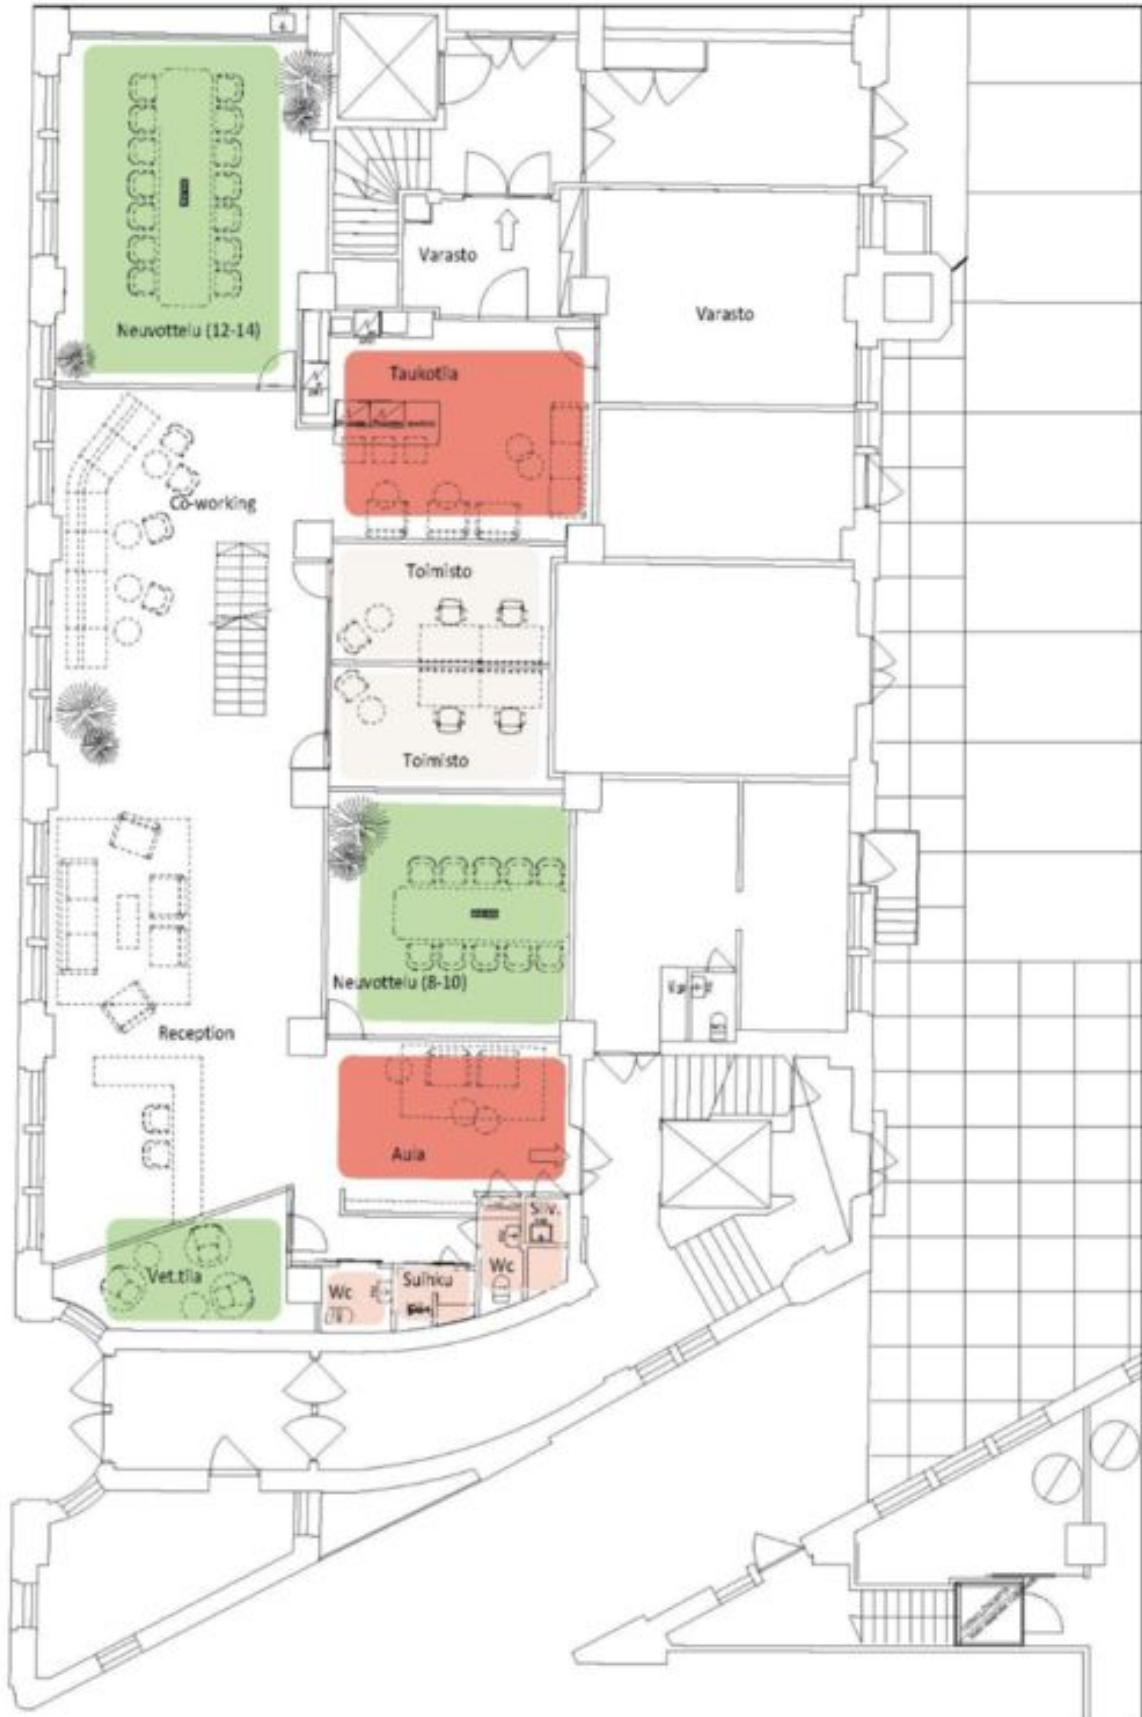 Varasto
Neuvottelu (12-14)
Varasto
Taukotila
Co-working
Toimisto
Toimisto
Neuvottelu (8-10)
Reception
Aula
Siiv.
Vet.tila
Wc
Suihku
Wc